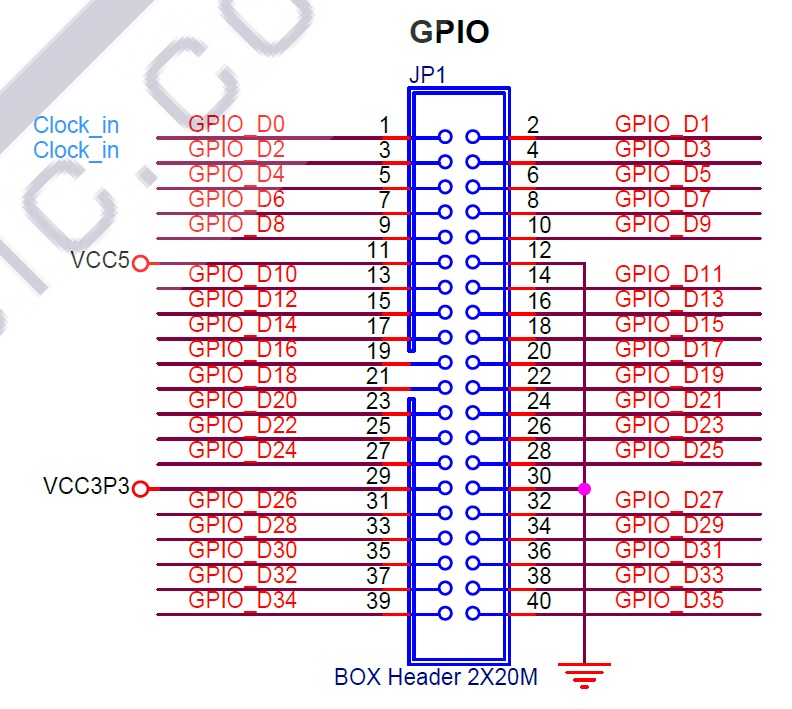 GPIO
JP1
Clock_in GPIO_D0 1 2 GPIO_D1
Clock_in GPIO_D2 3 4 GPIO_D3
GPIO_D4 5 6 GPIO_D5
GPIO_D6 7 8 GPIO_D7
GPIO_D8 9 10 GPIO_D9
VCC5 11 12
GPIO_D10 13 14 GPIO_D11
GPIO_D12 15 16 GPIO_D13
GPIO_D14 17 18 GPIO_D15
GPIO_D16 19 20 GPIO_D17
GPIO_D18 21 22 GPIO_D19
GPIO_D20 23 24 GPIO_D21
GPIO_D22 25 26 GPIO_D23
GPIO_D24 27 28 GPIO_D25
VCC3P3 29 30
GPIO_D26 31 32 GPIO_D27
GPIO_D28 33 34 GPIO_D29
GPIO_D30 35 36 GPIO_D31
GPIO_D32 37 38 GPIO_D33
GPIO_D34 39 40 GPIO_D35
BOX Header 2X20M